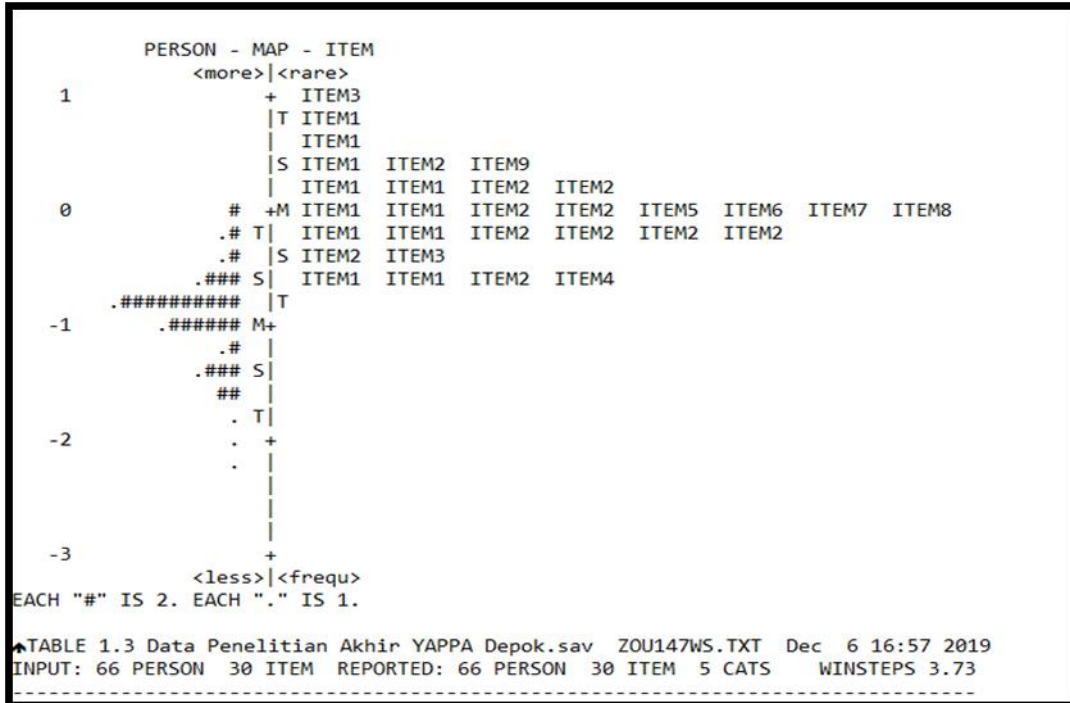 PERSON - MAP - ITEM
<more>|<rare>
1 + ITEM3
|T ITEM1
| ITEM1
|S ITEM1 ITEM2 ITEM9
| ITEM1 ITEM1 ITEM2 ITEM2
0 # +M ITEM1 ITEM1 ITEM2 ITEM2 ITEM5 ITEM6 ITEM7 ITEM8
.# T| ITEM1 ITEM1 ITEM2 ITEM2 ITEM2 ITEM2
.# |S ITEM2 ITEM3
.### S| ITEM1 ITEM1 ITEM2 ITEM4
.########## |T
-1 .###### M+
.# |
.### S|
## |
. T|
-2 . +
. |
|
|
|
-3 +
<less>|<frequ>
EACH "#" IS 2. EACH "." IS 1.
▲TABLE 1.3 Data Penelitian Akhir YAPPA Depok.sav ZOU147WS.TXT Dec 6 16:57 2019
INPUT: 66 PERSON 30 ITEM REPORTED: 66 PERSON 30 ITEM 5 CATS WINSTEPS 3.73
--------------------------------------------------------------------------------